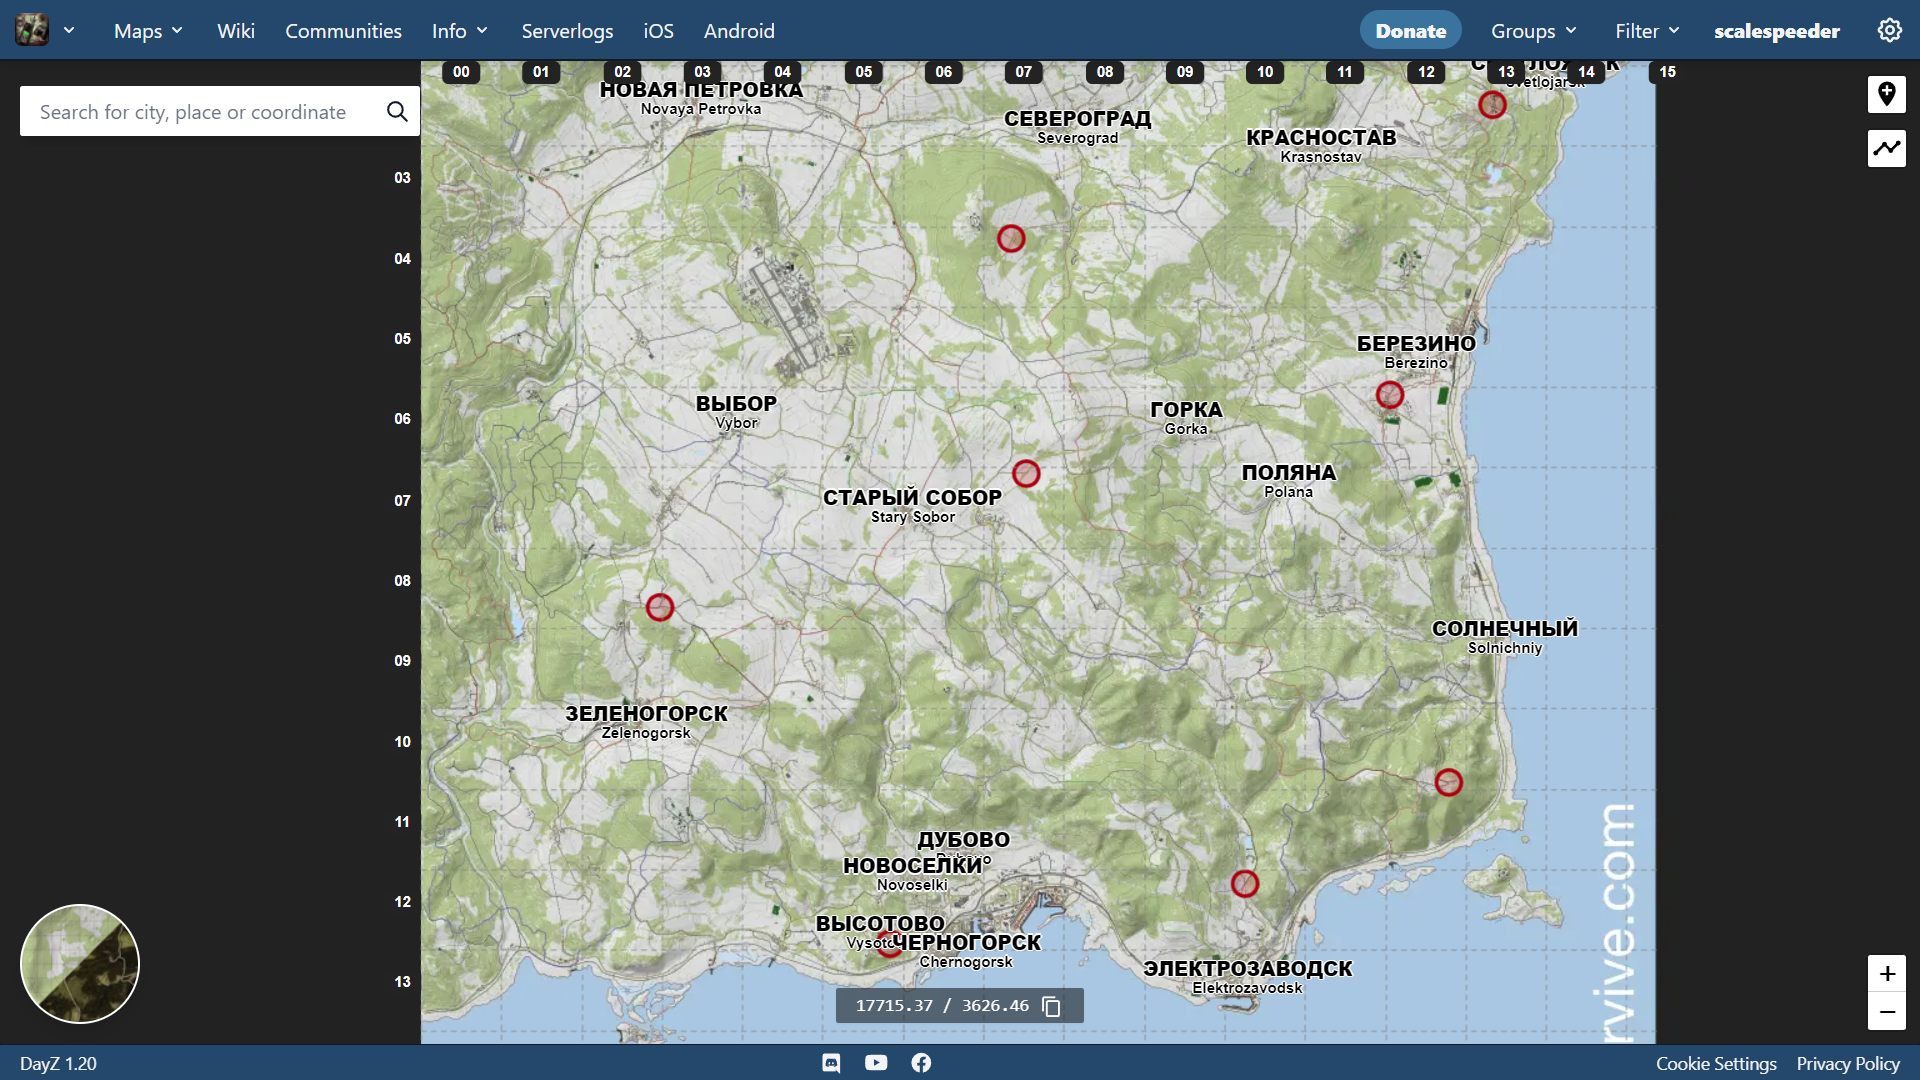 Maps
Wiki
Communities
Info
Serverlogs
iOS
Android
Donate
Groups
Filter
scalespeeder
Search for city, place or coordinate
00 01 02 03 04 05 06 07 08 09 10 11 12 13 14 15
НОВАЯ ПЕТРОВКА
Novaya Petrovka
СЕВЕРОГРАД
Severograd
КРАСНОСТАВ
Krasnostav
03
04
05
БЕРЕЗИНО
Berezino
ВЫБОР
Vybor
ГОРКА
Gorka
06
ПОЛЯНА
Polana
СТАРЫЙ СОБОР
Stary Sobor
07
08
СОЛНЕЧНЫЙ
Solnichniy
09
ЗЕЛЕНОГОРСК
Zelenogorsk
10
11
ДУБОВО
НОВОСЕЛКИ
Novoselki
12
ВЫСОТОВО
ЧЕРНОГОРСК
Chernogorsk
ЭЛЕКТРОЗАВОДСК
Elektrozavodsk
13
17715.37 / 3626.46
rvive.com
+
−
DayZ 1.20
Cookie Settings
Privacy Policy